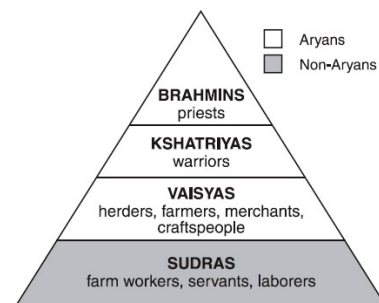 Aryans
Non-Aryans
BRAHMINS
priests
KSHATRIYAS
warriors
VAISYAS
herders, farmers, merchants,
craftspeople
SUDRAS
farm workers, servants, laborers